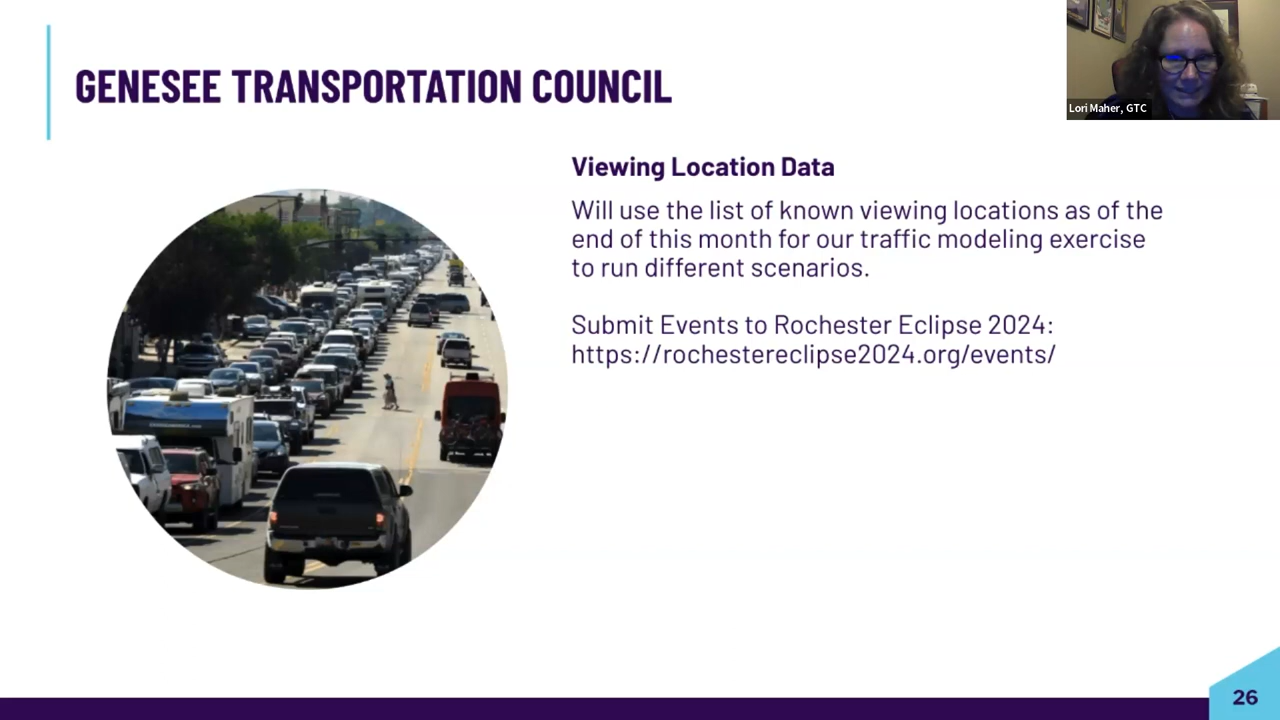 GENESEE TRANSPORTATION COUNCIL
Lori Maher, GTC
Viewing Location Data
Will use the list of known viewing locations as of the
end of this month for our traffic modeling exercise
to run different scenarios.
Submit Events to Rochester Eclipse 2024:
https://rochestereclipse2024.org/events/
26